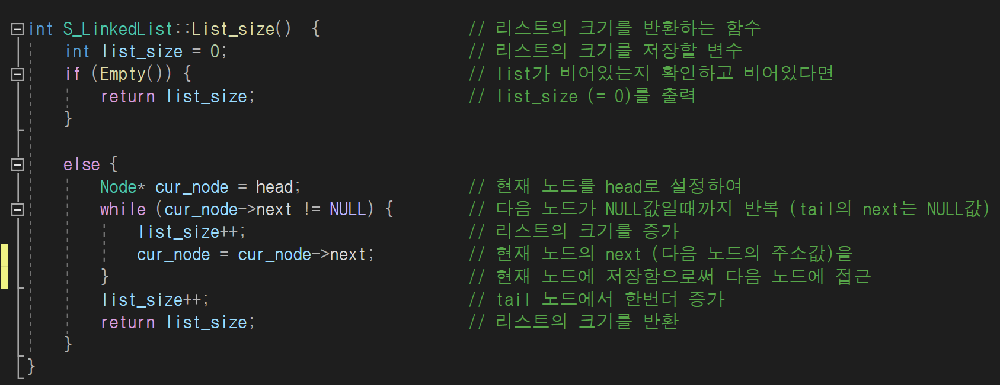 int S_LinkedList::List_size()  {                // 리스트의 크기를 반환하는 함수
    int list_size = 0;                          // 리스트의 크기를 저장할 변수
    if (Empty()) {                              // list가 비어있는지 확인하고 비어있다면
        return list_size;                       // list_size (= 0)를 출력
    }
    else {
        Node* cur_node = head;                  // 현재 노드를 head로 설정하여
        while (cur_node->next != NULL) {        // 다음 노드가 NULL값일때까지 반복 (tail의 next는 NULL값)
            list_size++;                        // 리스트의 크기를 증가
            cur_node = cur_node->next;          // 현재 노드의 next (다음 노드의 주소값)을
        }                                       // 현재 노드에 저장함으로써 다음 노드에 접근
        list_size++;                            // tail 노드에서 한번더 증가
        return list_size;                       // 리스트의 크기를 반환
    }
}